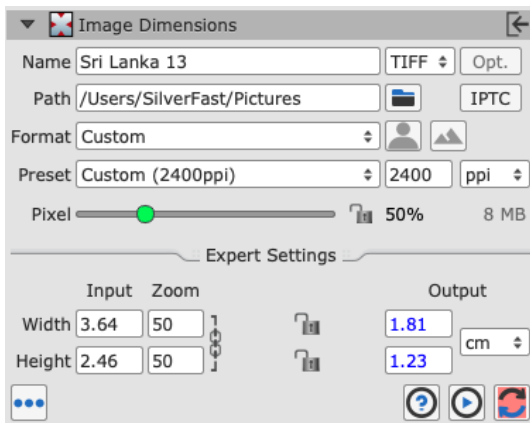 Image Dimensions
Name Sri Lanka 13 TIFF Opt.
Path /Users/SilverFast/Pictures IPTC
Format Custom
Preset Custom (2400ppi) 2400 ppi
Pixel 50% 8 MB
Expert Settings
Input Zoom Output
Width 3.64 50 1.81
cm
Height 2.46 50 1.23
?